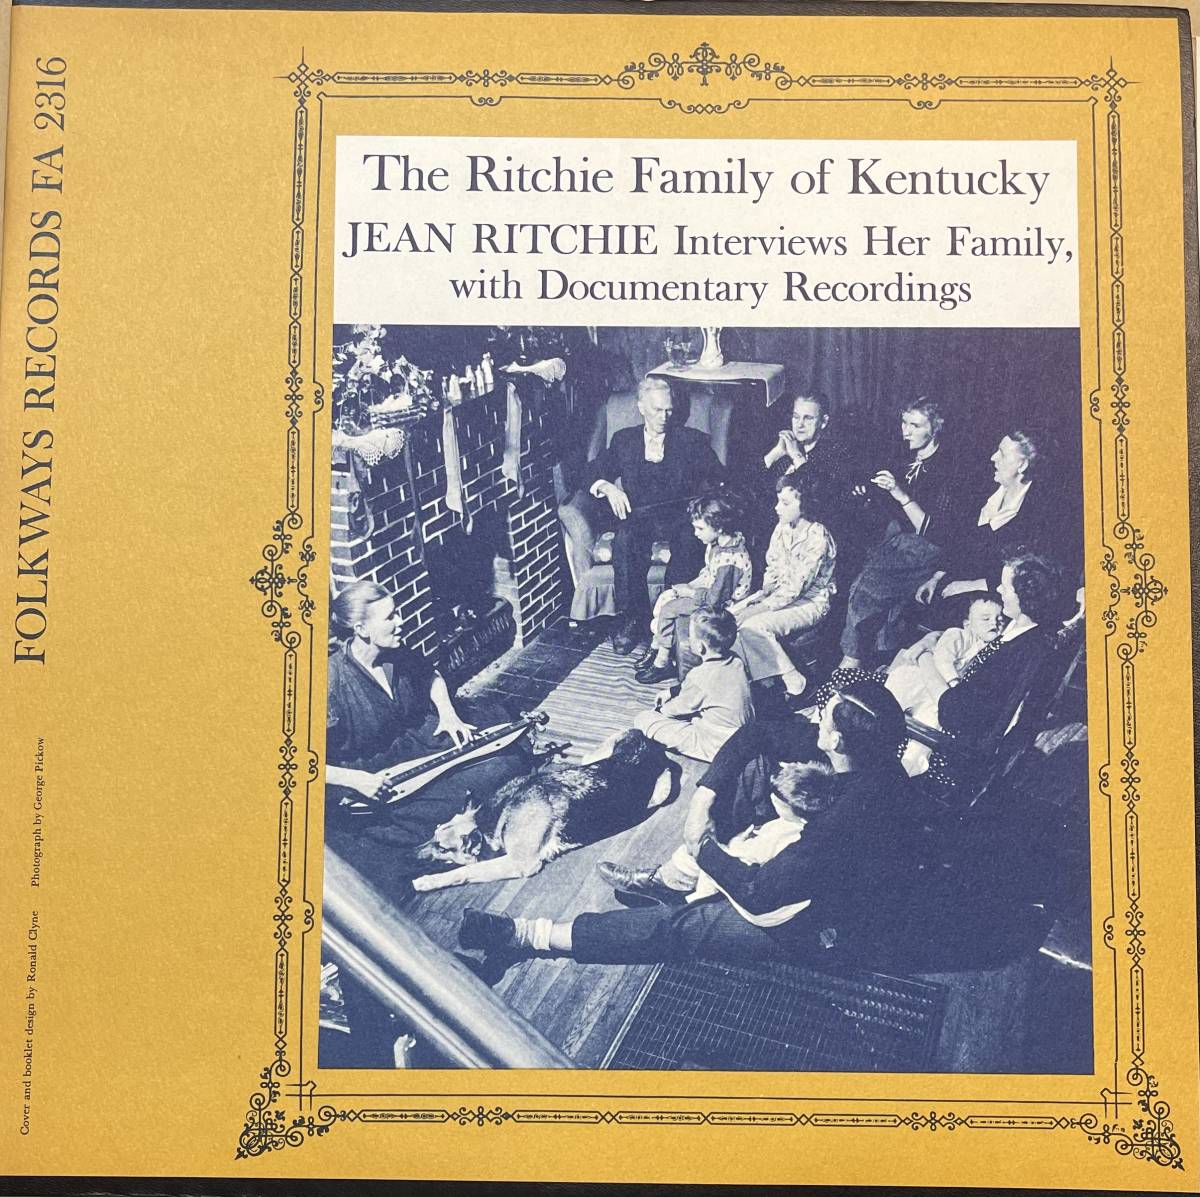 The Ritchie Family of Kentucky
JEAN RITCHIE Interviews Her Family,
with Documentary Recordings
FOLKWAYS RECORDS FA 2316
Cover and booklet design by Ronald Clyne Photograph by George Pickow